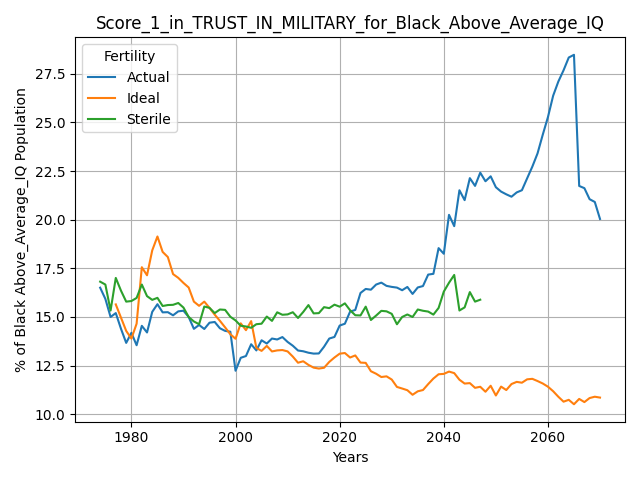 Score_1_in_TRUST_IN_MILITARY_for_Black_Above_Average_IQ
Fertility
Actual
Ideal
Sterile
% of Black Above_Average_IQ Population
27.5
25.0
22.5
20.0
17.5
15.0
12.5
10.0
1980
2000
2020
2040
2060
Years